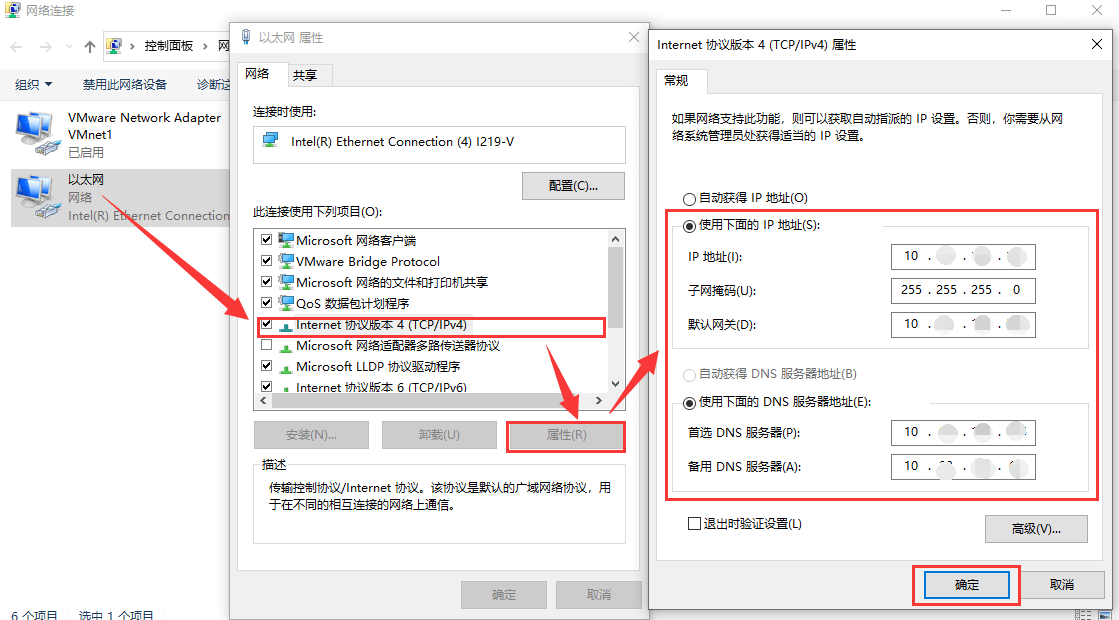 网络连接
控制面板
网
组织
禁用此网络设备
诊断这
VMware Network Adapter
VMnet1
已启用
以太网
网络
Intel(R) Ethernet Connection
以太网 属性
网络
共享
连接时使用:
Intel(R) Ethernet Connection (4) I219-V
配置(C)...
此连接使用下列项目(O):
Microsoft 网络客户端
VMware Bridge Protocol
Microsoft 网络的文件和打印机共享
QoS 数据包计划程序
Internet 协议版本 4 (TCP/IPv4)
Microsoft 网络适配器多路传送器协议
Microsoft LLDP 协议驱动程序
Internet 协议版本 6 (TCP/IPv6)
安装(N)...
卸载(U)
属性(R)
描述
传输控制协议/Internet 协议。该协议是默认的广域网络协议，用
于在不同的相互连接的网络上通信。
确定
取消
6 个项目
选中 1 个项目
Internet 协议版本 4 (TCP/IPv4) 属性
常规
如果网络支持此功能，则可以获取自动指派的 IP 设置。否则，你需要从网
络系统管理员处获得适当的 IP 设置。
自动获得 IP 地址(O)
使用下面的 IP 地址(S):
IP 地址(I):
10 .
子网掩码(U):
255 . 255 . 255 . 0
默认网关(D):
10 .
自动获得 DNS 服务器地址(B)
使用下面的 DNS 服务器地址(E):
首选 DNS 服务器(P):
10 .
备用 DNS 服务器(A):
10 .
退出时验证设置(L)
高级(V)...
确定
取消